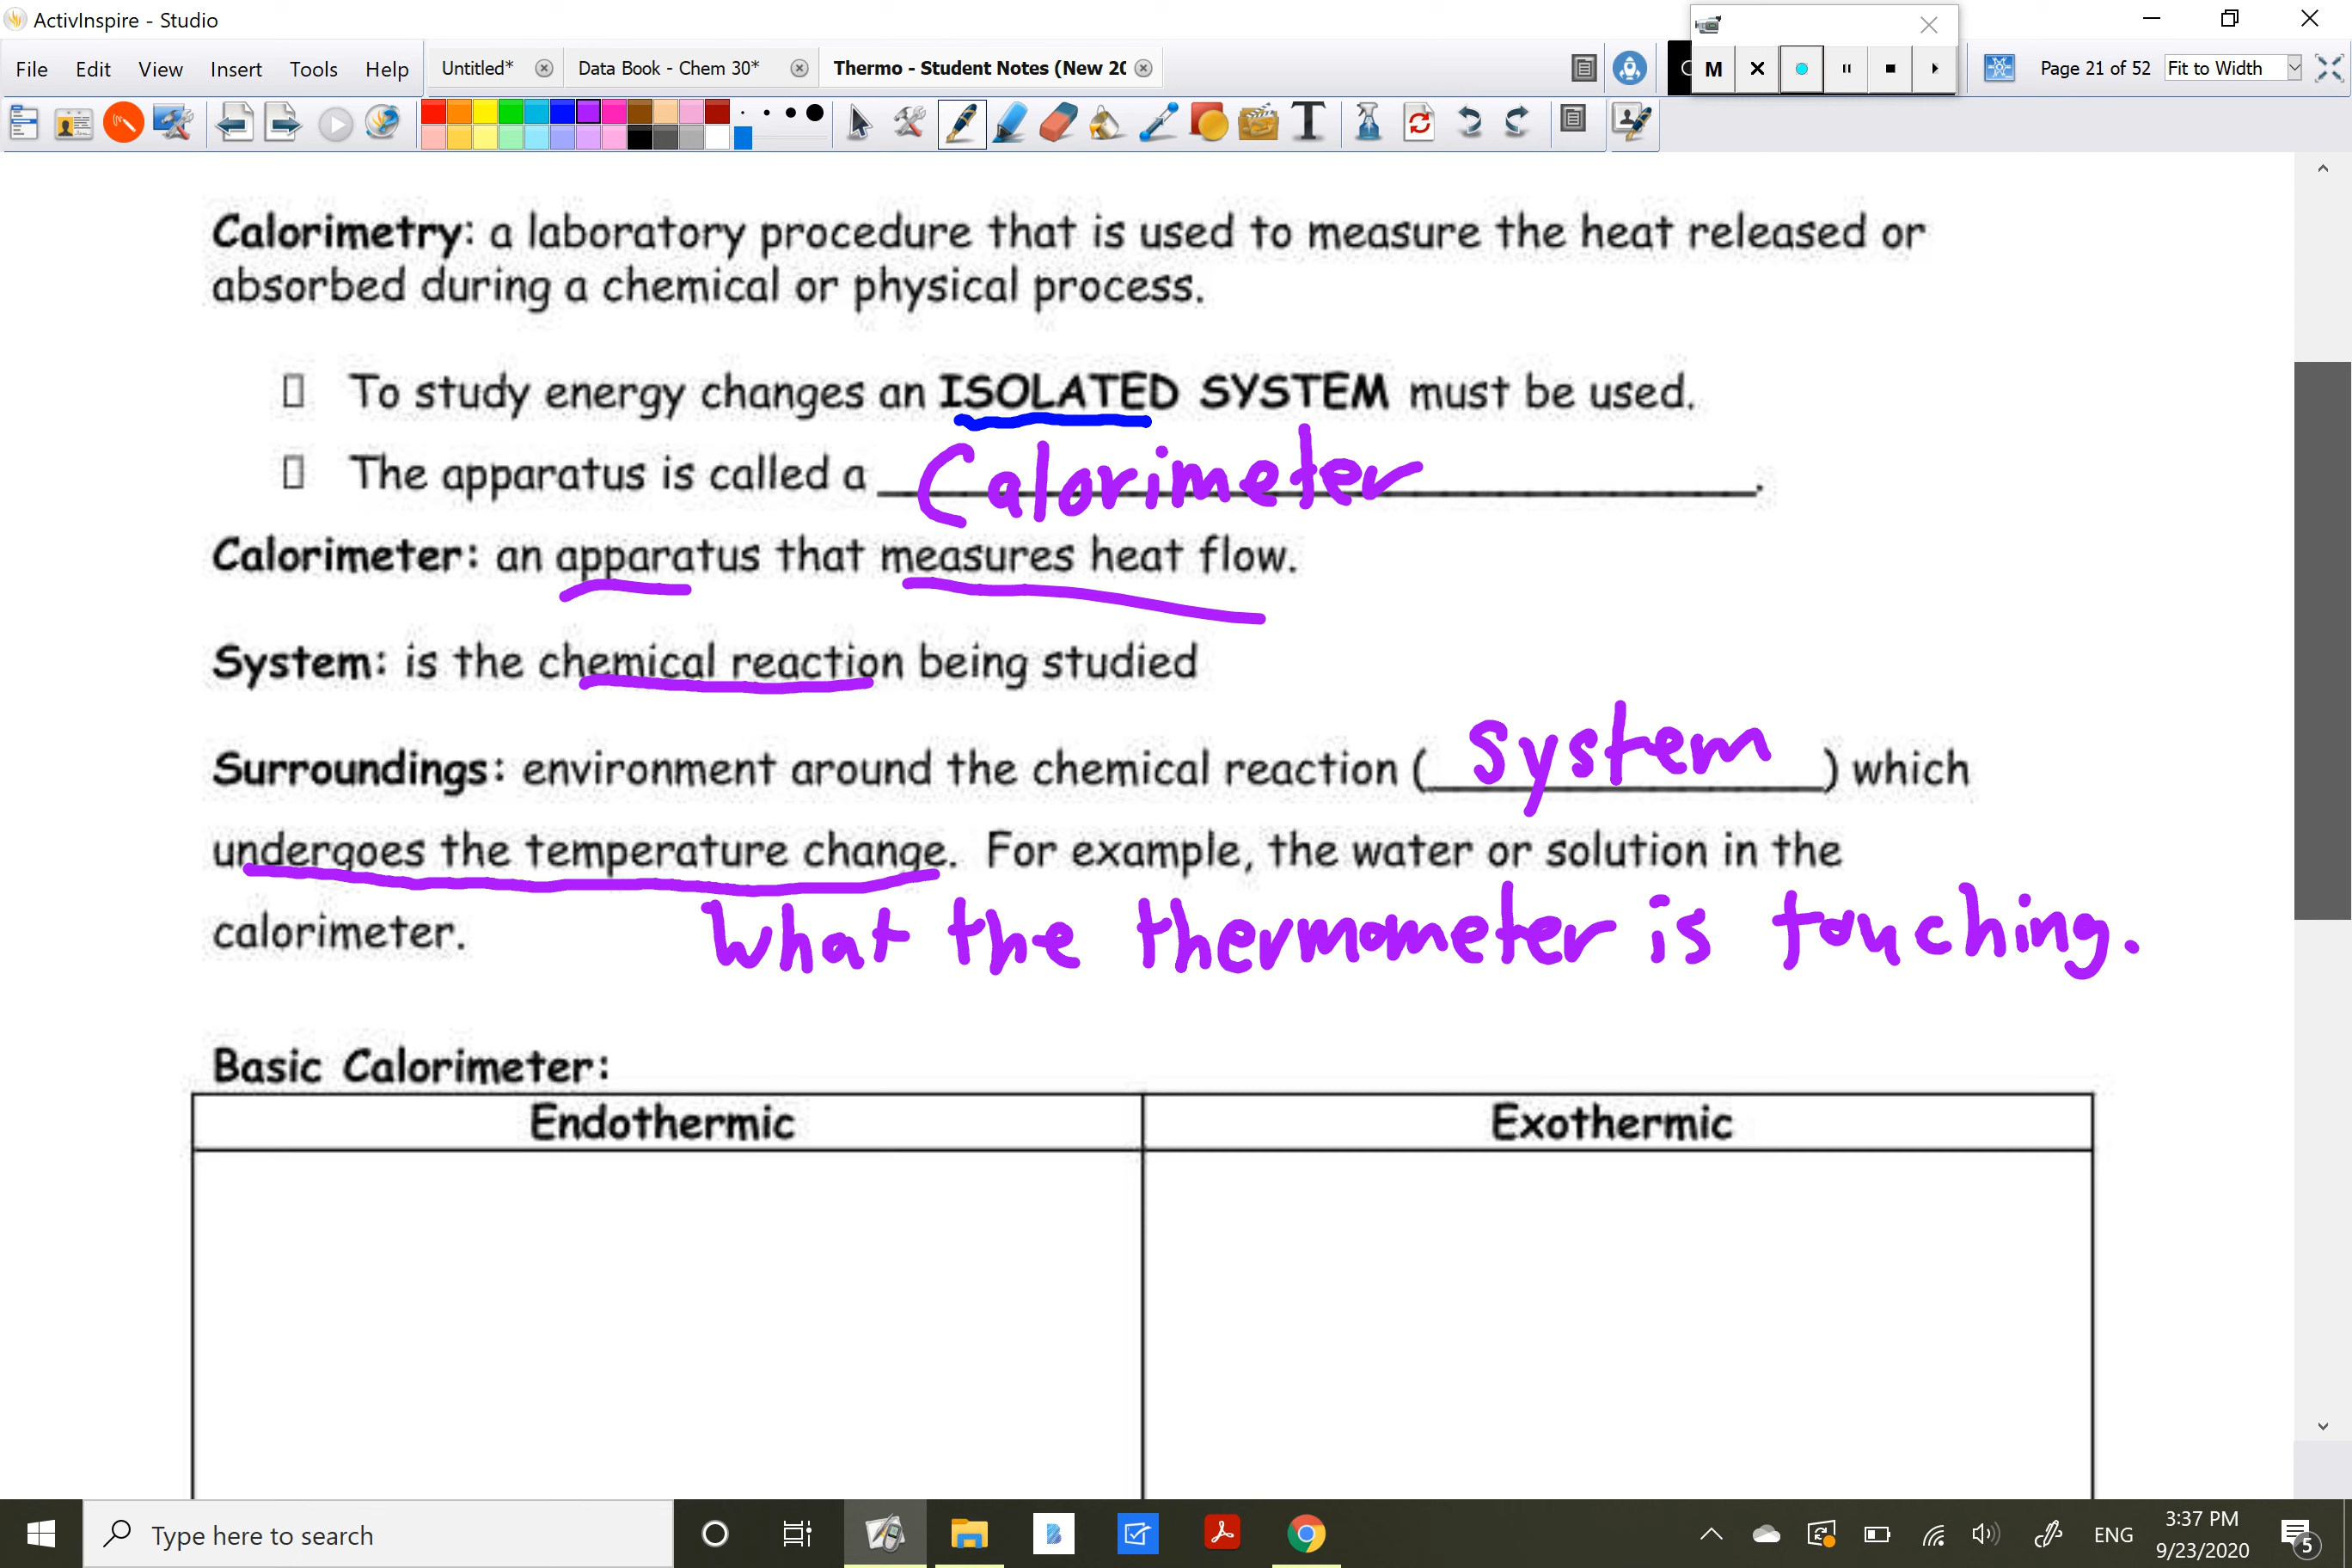 ActivInspire - Studio
File Edit View Insert Tools Help Untitled* Data Book - Chem 30* Thermo - Student Notes (New 20 M Page 21 of 52 Fit to Width
Calorimetry: a laboratory procedure that is used to measure the heat released or
absorbed during a chemical or physical process.
To study energy changes an ISOLATED SYSTEM must be used.
The apparatus is called a Calorimeter.
Calorimeter: an apparatus that measures heat flow.
System: is the chemical reaction being studied
Surroundings: environment around the chemical reaction (system) which
undergoes the temperature change. For example, the water or solution in the
calorimeter. What the thermometer is touching.
Basic Calorimeter:
Endothermic Exothermic
Type here to search ENG 3:37 PM
9/23/2020 5